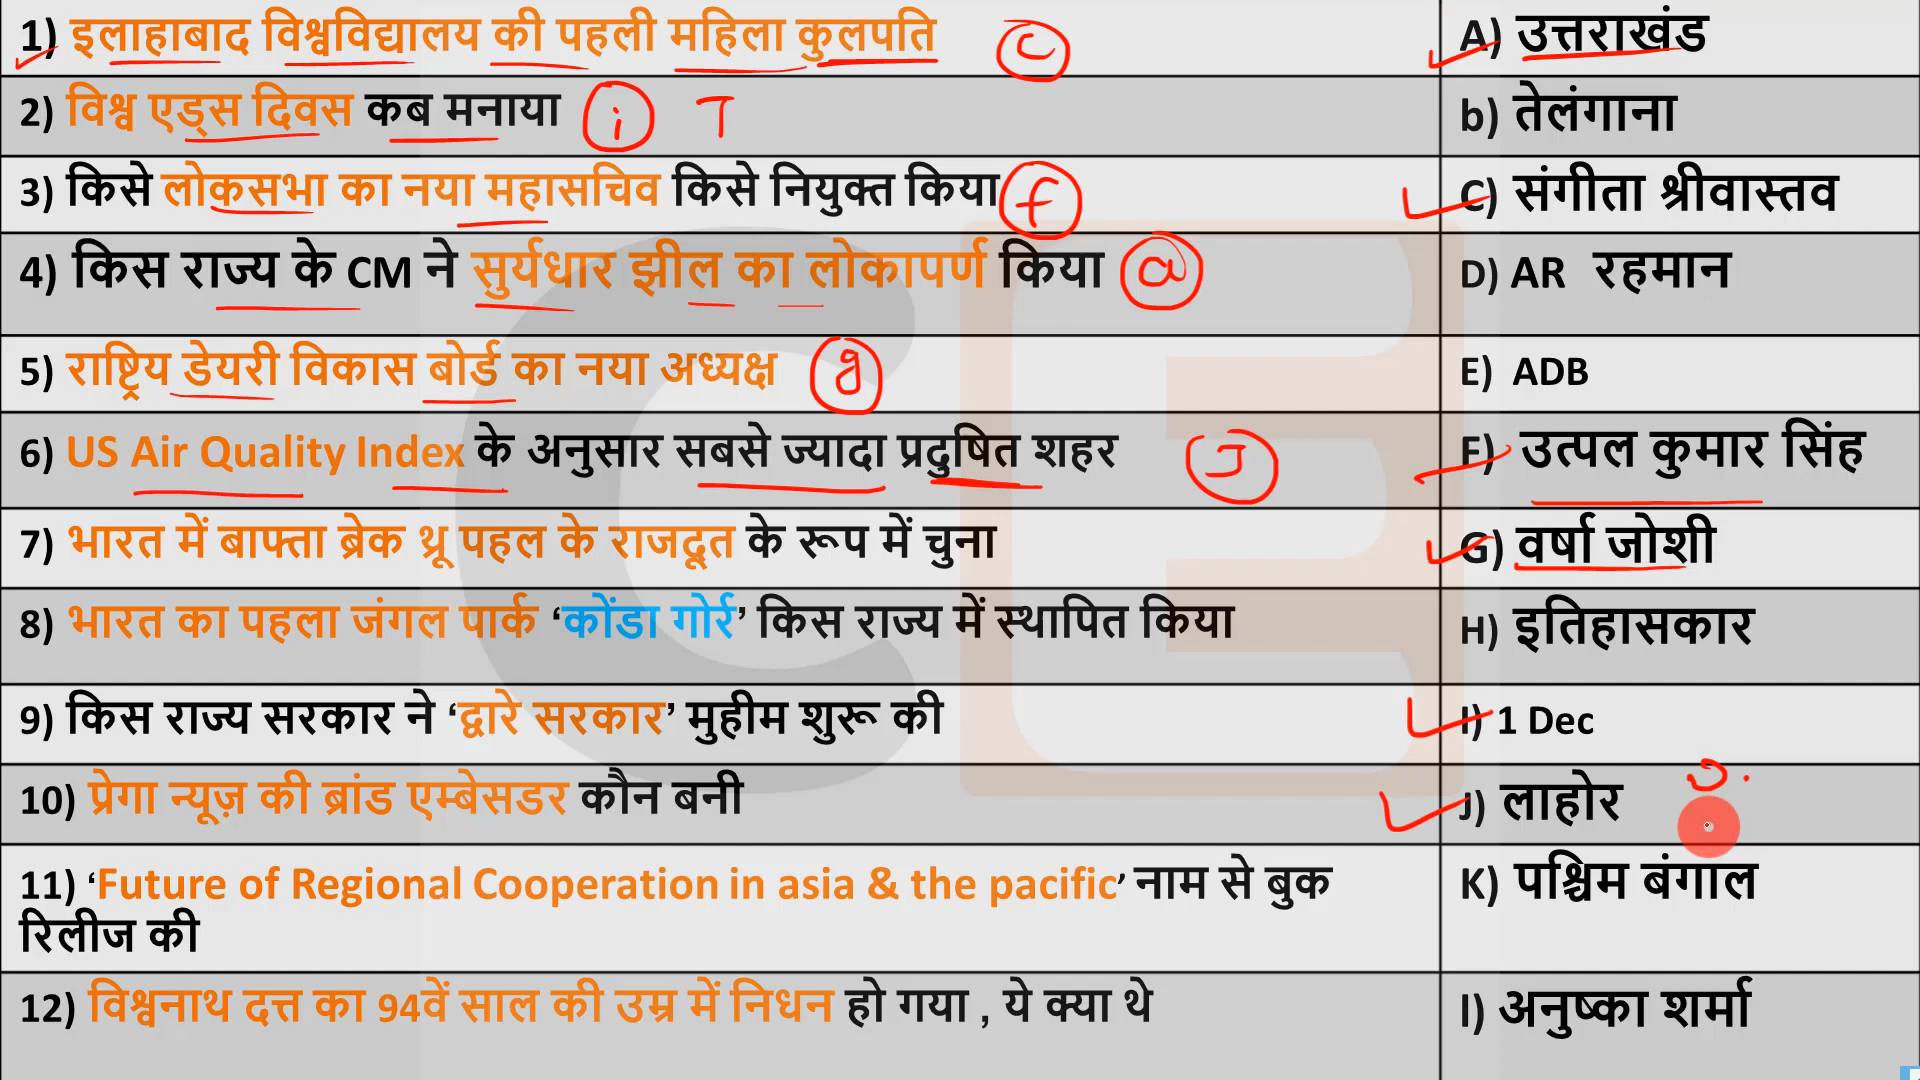 1) इलाहाबाद विश्वविद्यालय की पहली महिला कुलपति C
A) उत्तराखंड
2) विश्व एड्स दिवस कब मनाया i T
b) तेलंगाना
3) किसे लोकसभा का नया महासचिव किसे नियुक्त किया f
C) संगीता श्रीवास्तव
4) किस राज्य के CM ने सुर्यधार झील का लोकापर्ण किया a
D) AR रहमान
5) राष्ट्रिय डेयरी विकास बोर्ड का नया अध्यक्ष g
E) ADB
6) US Air Quality Index के अनुसार सबसे ज्यादा प्रदुषित शहर J
F) उत्पल कुमार सिंह
7) भारत में बाफ्ता ब्रेक थ्रू पहल के राजदूत के रूप में चुना
G) वर्षा जोशी
8) भारत का पहला जंगल पार्क ‘कोंडा गोर्र’ किस राज्य में स्थापित किया
H) इतिहासकार
9) किस राज्य सरकार ने ‘द्वारे सरकार’ मुहीम शुरू की
I) 1 Dec
10) प्रेगा न्यूज़ की ब्रांड एम्बेसडर कौन बनी
J) लाहोर
11) ‘Future of Regional Cooperation in asia & the pacific’ नाम से बुक
रिलीज की
K) पश्चिम बंगाल
12) विश्वनाथ दत्त का 94वें साल की उम्र में निधन हो गया , ये क्या थे
l) अनुष्का शर्मा
CE